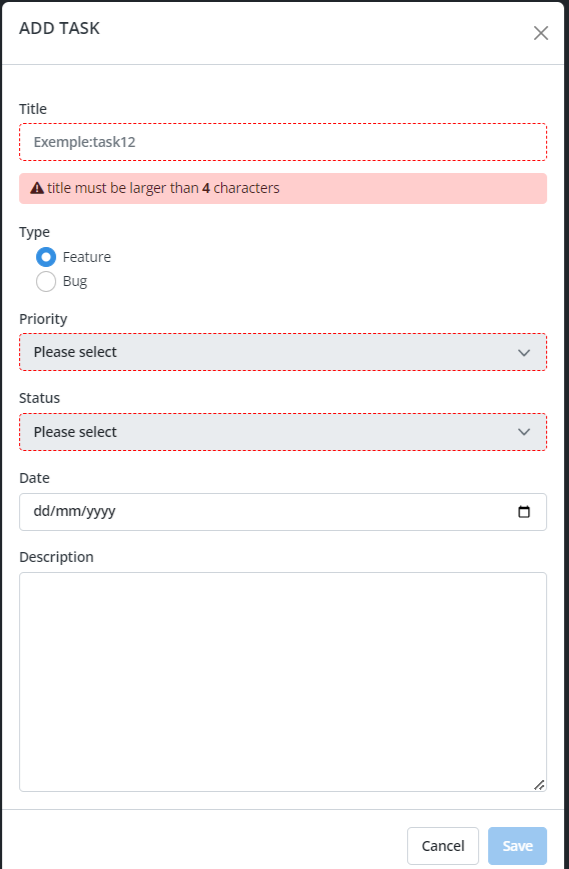 ADD TASK
Title
Exemple:task12
title must be larger than 4 characters
Type
Feature
Bug
Priority
Please select
Status
Please select
Date
dd/mm/yyyy
Description
Cancel
Save